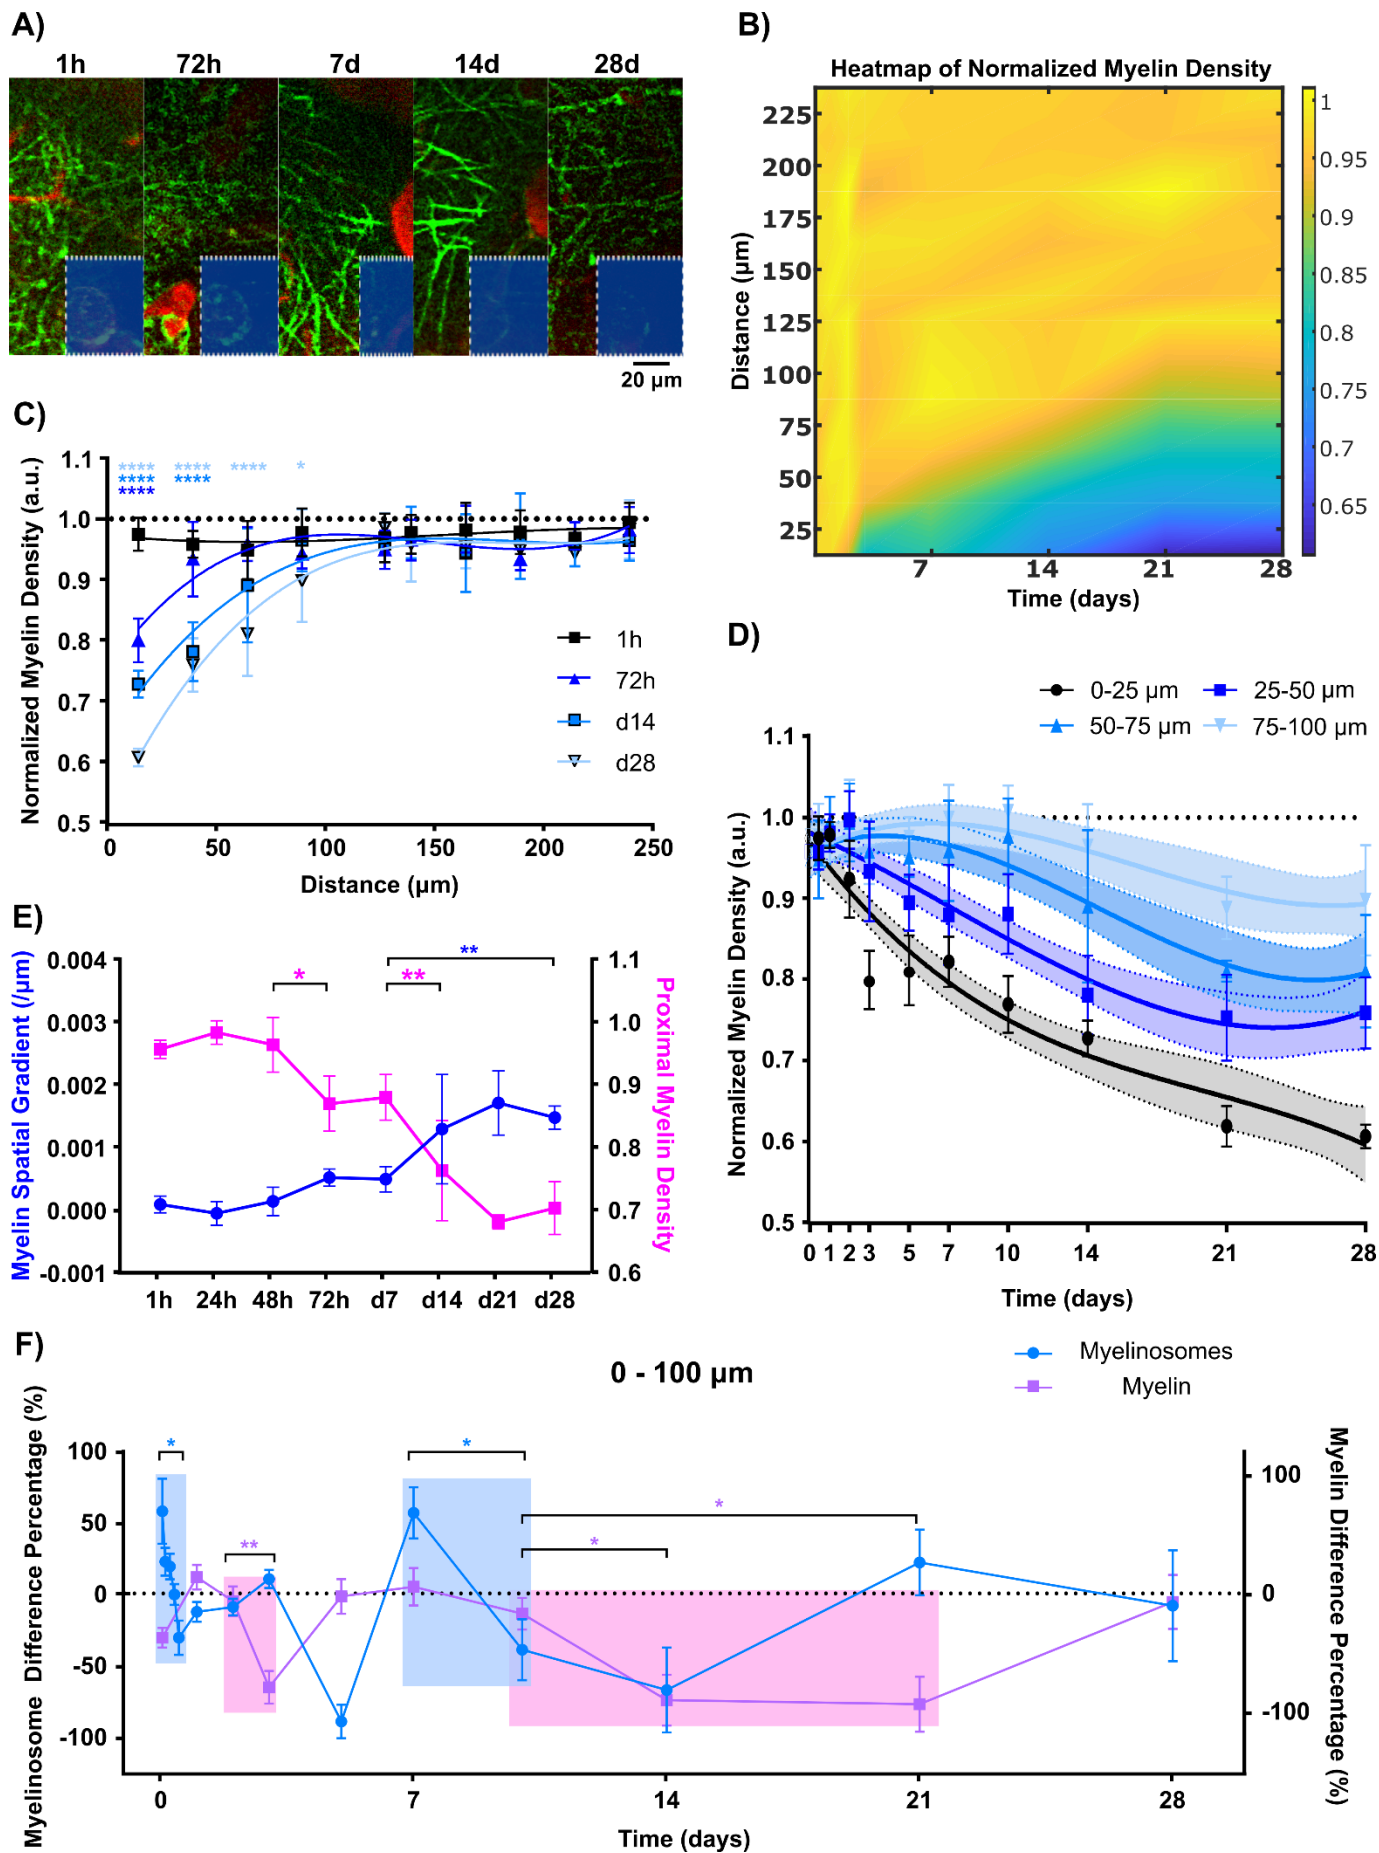 A)
1h 72h 7d 14d 28d
20 µm
B)
Heatmap of Normalized Myelin Density
Distance (µm)
225
200
175
150
125
100
75
50
25
7 14 21 28
Time (days)
1
0.95
0.9
0.85
0.8
0.75
0.7
0.65
C)
Normalized Myelin Density (a.u.)
1.1
1.0
0.9
0.8
0.7
0.6
0.5
**** **** **** *
**** ****
****
1h
72h
d14
d28
0 50 100 150 200 250
Distance (µm)
D)
0-25 µm 25-50 µm
50-75 µm 75-100 µm
Normalized Myelin Density (a.u.)
1.1
1.0
0.9
0.8
0.7
0.6
0.5
0 1 2 3 5 7 10 14 21 28
Time (days)
E)
Myelin Spatial Gradient (/µm)
0.004
0.003
0.002
0.001
0.000
-0.001
* ** **
1.1
1.0
0.9
0.8
0.7
0.6
Proximal Myelin Density
1h 24h 48h 72h d7 d14 d21 d28
F)
0 - 100 µm
Myelinosomes
Myelin
Myelinosome Difference Percentage (%)
100
50
0
-50
-100
* ** * * *
100
0
-100
Myelin Difference Percentage (%)
0 7 14 21 28
Time (days)